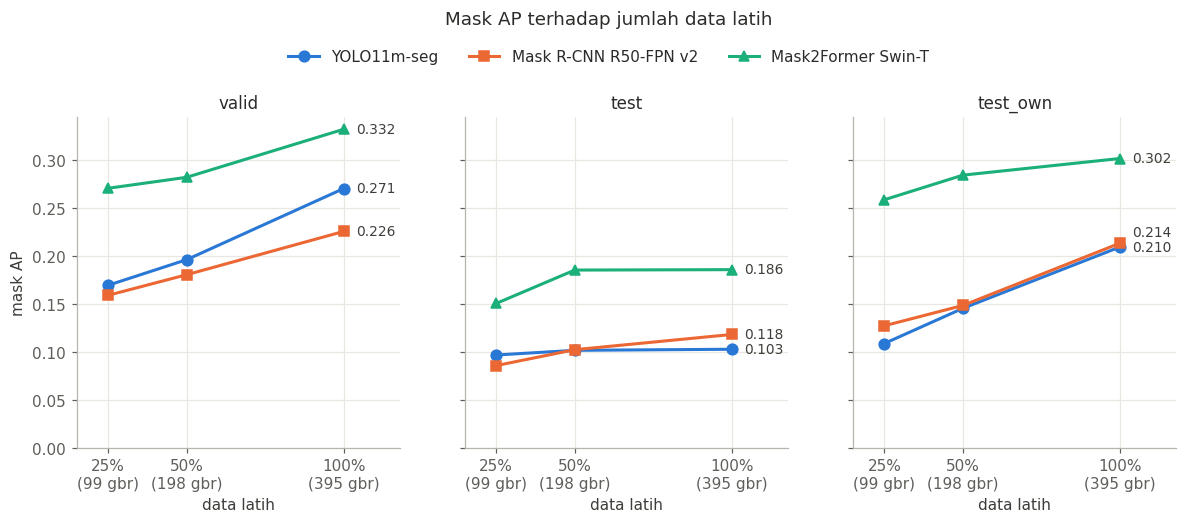 Mask AP terhadap jumlah data latih
YOLO11m-seg
Mask R-CNN R50-FPN v2
Mask2Former Swin-T
valid
test
test_own
mask AP
0.30
0.25
0.20
0.15
0.10
0.05
0.00
0.332
0.271
0.226
0.186
0.118
0.103
0.302
0.214
0.210
25%
(99 gbr)
50%
(198 gbr)
100%
(395 gbr)
data latih
25%
(99 gbr)
50%
(198 gbr)
100%
(395 gbr)
data latih
25%
(99 gbr)
50%
(198 gbr)
100%
(395 gbr)
data latih